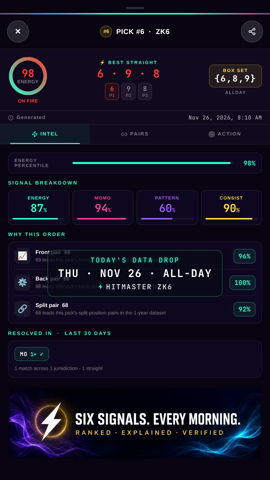 #6 PICK #6 · ZK6
98
ENERGY
ON FIRE
⚡ BEST STRAIGHT
6 · 9 · 8
6 P1 9 P2 8 P3
BOX SET
{6,8,9}
ALLDAY
Generated
Nov 26, 2026, 8:10 AM
INTEL
PAIRS
ACTION
ENERGY PERCENTILE
98%
SIGNAL BREAKDOWN
ENERGY
87%
MOMO
94%
PATTERN
60%
CONSIST
90%
WHY THIS ORDER
Front pair
96%
TODAY'S DATA DROP
THU · NOV 26 · ALL-DAY
⚡ HITMASTER ZK6
Back
100%
Split pair 68
68 leads this pick's split-position pairs in the 1-year dataset
92%
RESOLVED IN · LAST 30 DAYS
MO 1× ✓
1 match across 1 jurisdiction · 1 straight
SIX SIGNALS. EVERY MORNING.
RANKED · EXPLAINED · VERIFIED